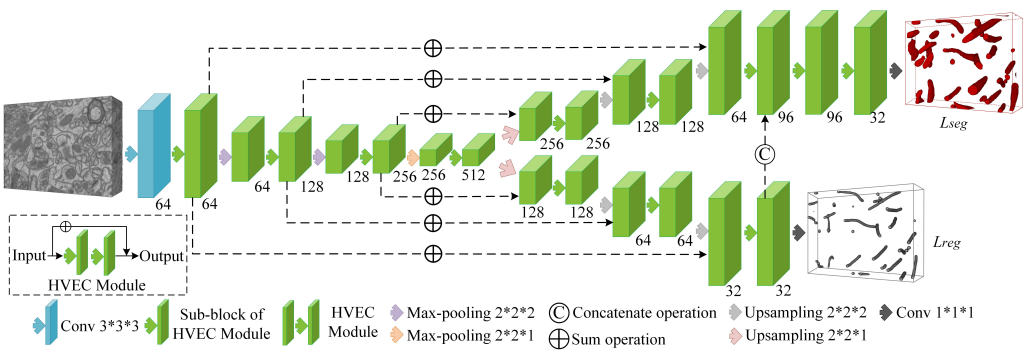 Lseg
64
96
96
32
128
128
256
256
C
64
64
64
128
128
256
256
512
128
128
64
64
Lreg
32
32
Input
Output
HVEC Module
Conv 3*3*3
Sub-block of
HVEC Module
HVEC
Module
Max-pooling 2*2*2
Max-pooling 2*2*1
C Concatenate operation
Sum operation
Upsampling 2*2*2
Upsampling 2*2*1
Conv 1*1*1